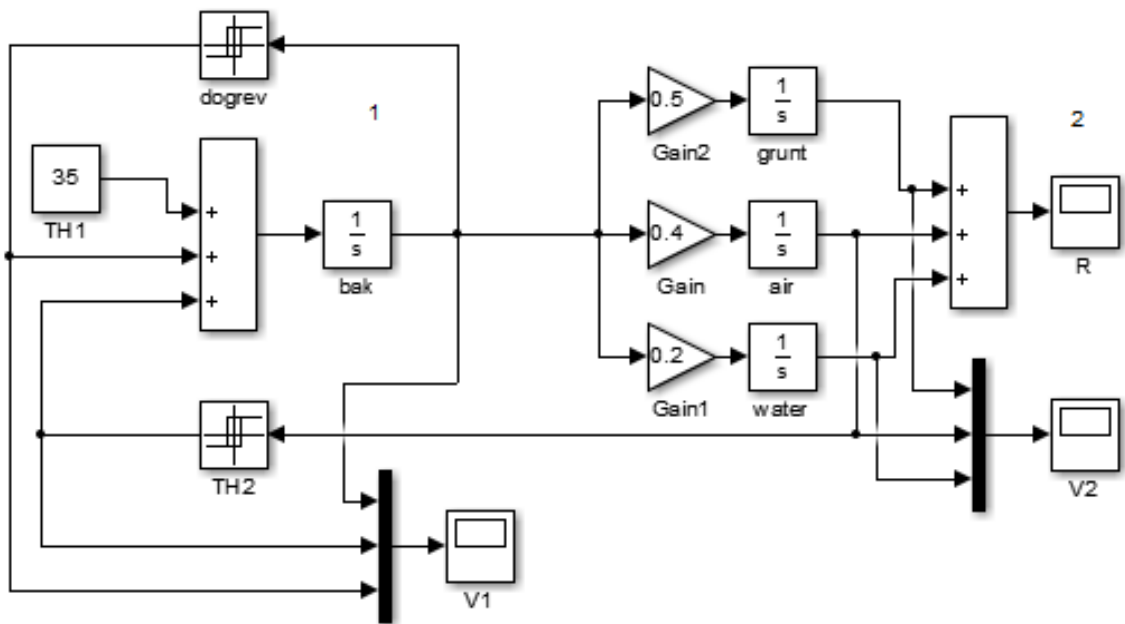 dogrev
1
35
TH1
+
+
+
1
s
bak
0.5
Gain2
1
s
grunt
0.4
Gain
1
s
air
0.2
Gain1
1
s
water
+
+
+
2
R
TH2
V1
V2